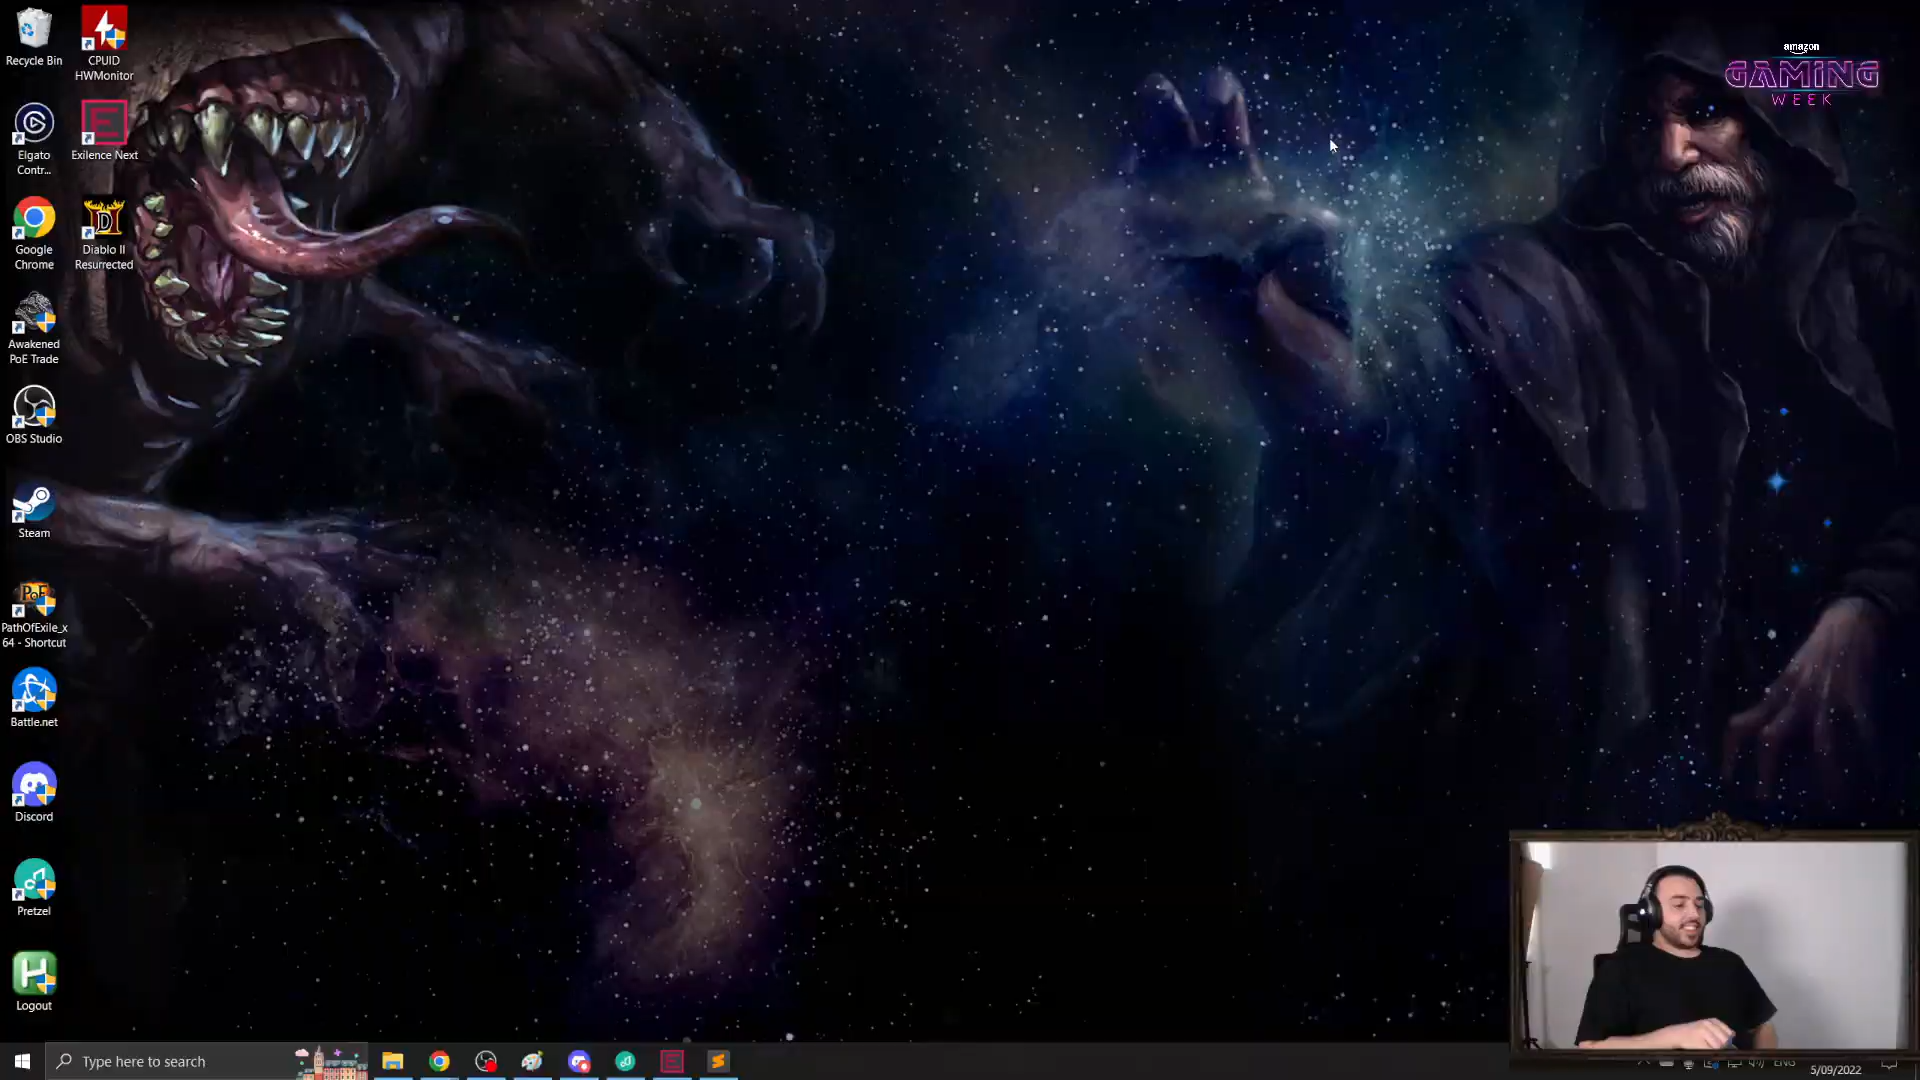 Recycle Bin
CPUID
HWMonitor
Elgato
Contr...
Exilence Next
Google
Chrome
Diablo II
Resurrected
Awakened
PoE Trade
OBS Studio
Steam
PathOfExile_x
64 - Shortcut
Battle.net
Discord
Pretzel
Logout
amazon
GAMING
WEEK
Type here to search
ENG
5/09/2022